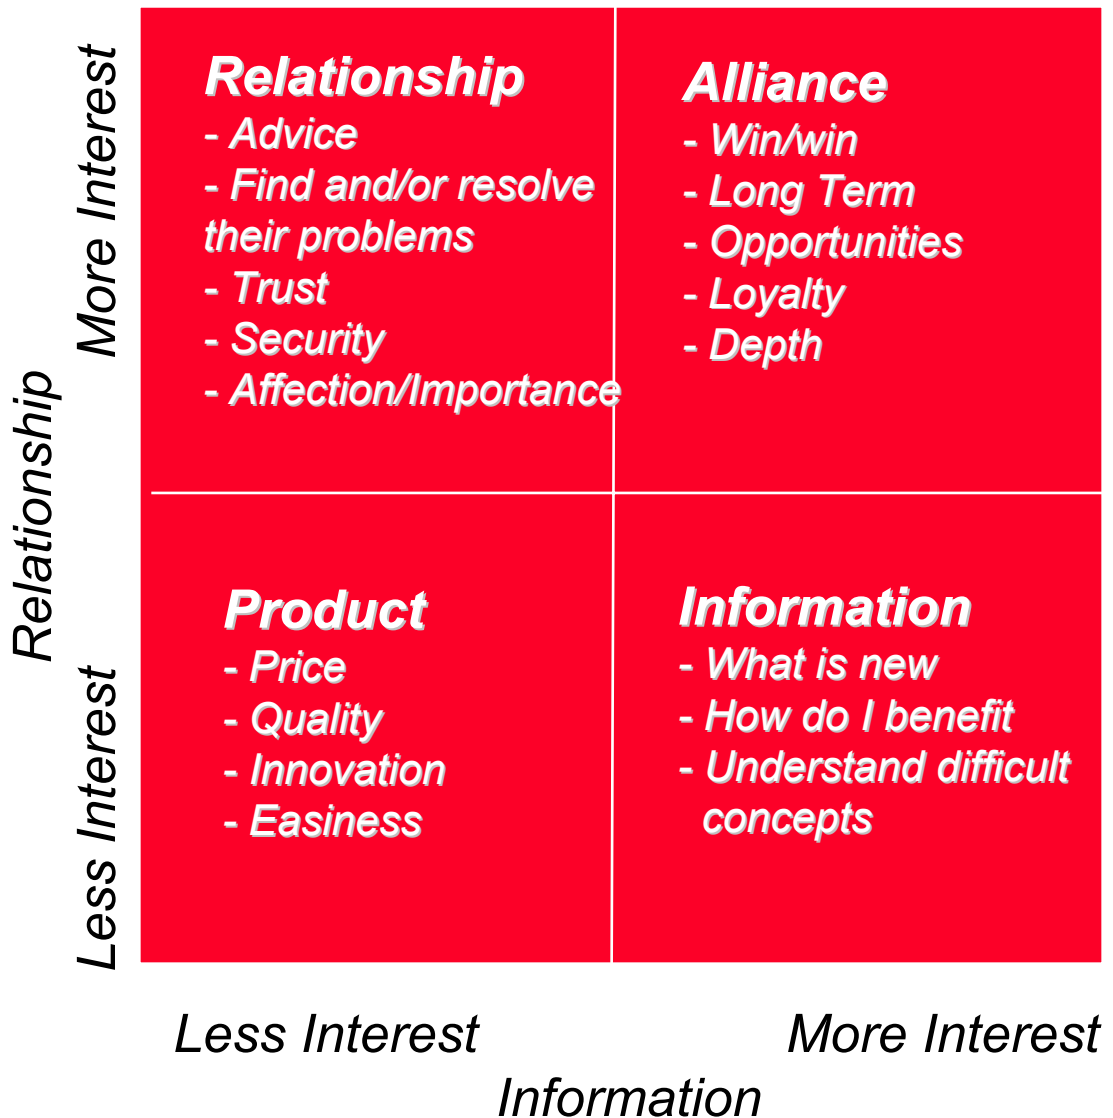 Relationship
- Advice
- Find and/or resolve
their problems
- Trust
- Security
- Affection/Importance
Alliance
- Win/win
- Long Term
- Opportunities
- Loyalty
- Depth
Product
- Price
- Quality
- Innovation
- Easiness
Information
- What is new
- How do I benefit
- Understand difficult
concepts
More Interest
Relationship
Less Interest
Less Interest
More Interest
Information